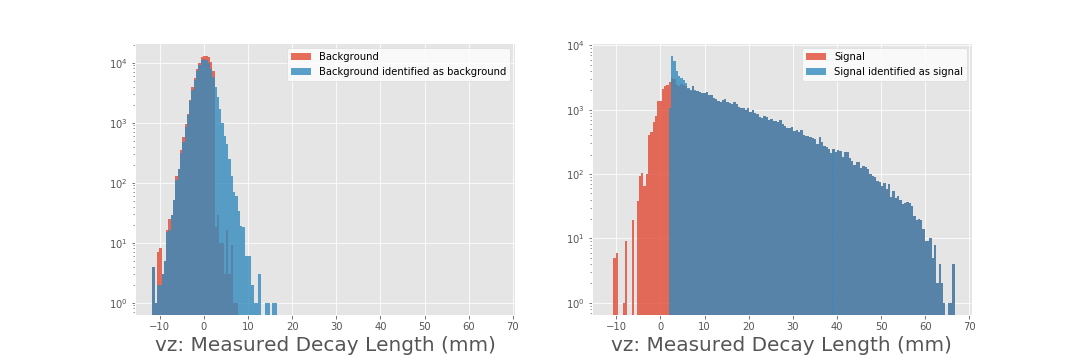 Background
Background identified as background
10⁴
10³
10²
10¹
10⁰
−10 0 10 20 30 40 50 60 70
vz: Measured Decay Length (mm)
Signal
Signal identified as signal
10⁴
10³
10²
10¹
10⁰
−10 0 10 20 30 40 50 60 70
vz: Measured Decay Length (mm)